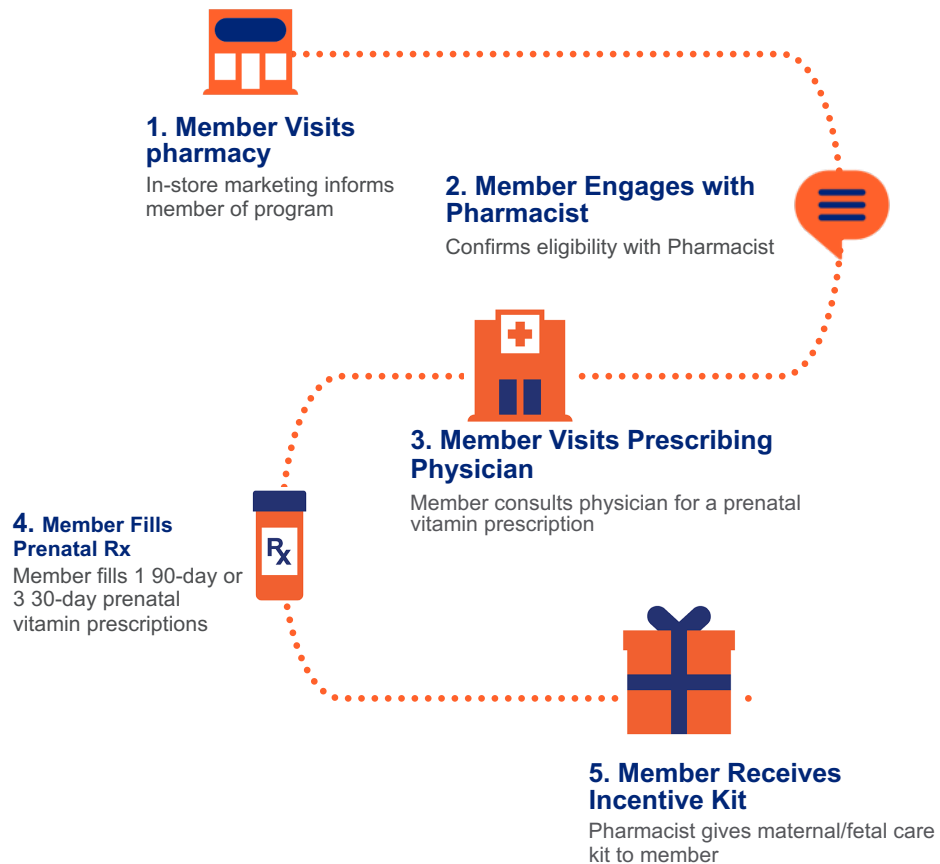 1. Member Visits
pharmacy
In-store marketing informs
member of program
2. Member Engages with
Pharmacist
Confirms eligibility with Pharmacist
3. Member Visits Prescribing
Physician
Member consults physician for a prenatal
vitamin prescription
4. Member Fills
Prenatal Rx
Member fills 1 90-day or
3 30-day prenatal
vitamin prescriptions
Rx
5. Member Receives
Incentive Kit
Pharmacist gives maternal/fetal care
kit to member